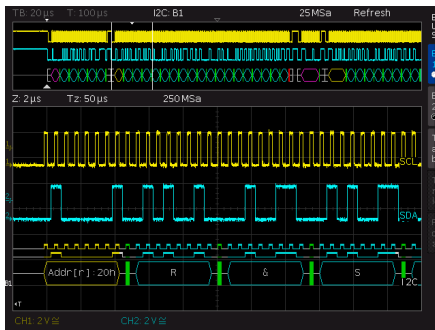 TB: 20 µs T: 100 µs I2C: B1 25 MSa Refresh
Z: 2 µs Tz: 50 µs 250 MSa
SCL
SDA
Addr[r]: 20h R & S
I2C
B1
CH1: 2 V CH2: 2 V